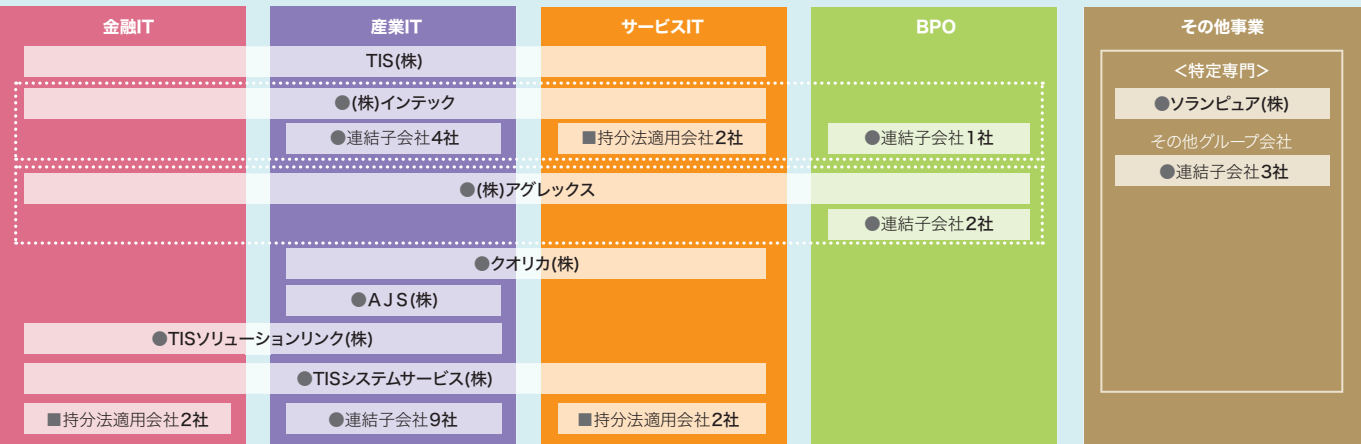 金融IT
産業IT
サービスIT
BPO
その他事業
TIS(株)
●(株)インテック
●連結子会社4社
■持分法適用会社2社
●連結子会社1社
●(株)アグレックス
●連結子会社2社
●クオリカ(株)
●AJS(株)
●TISソリューションリンク(株)
●TISシステムサービス(株)
■持分法適用会社2社
●連結子会社9社
■持分法適用会社2社
＜特定専門＞
●ソランピュア(株)
その他グループ会社
●連結子会社3社